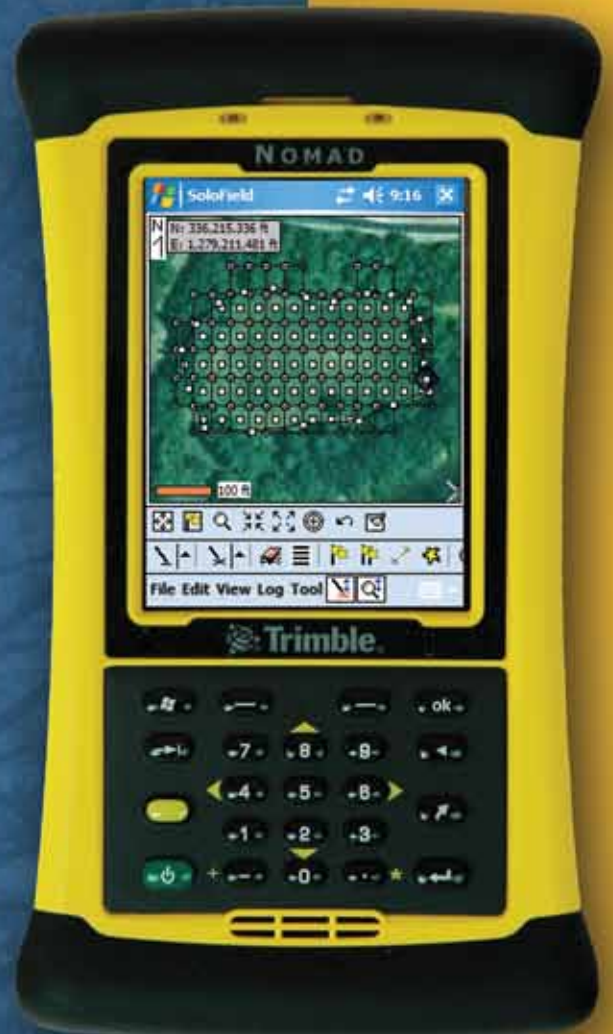 NOMAD
SoloField 9:16
N
N: 336,215.336 ft
E: 1,279,211.481 ft
100 ft
File Edit View Log Tool
Trimble.
ok
7 8 9
4 5 6
1 2 3
+ - 0 . *